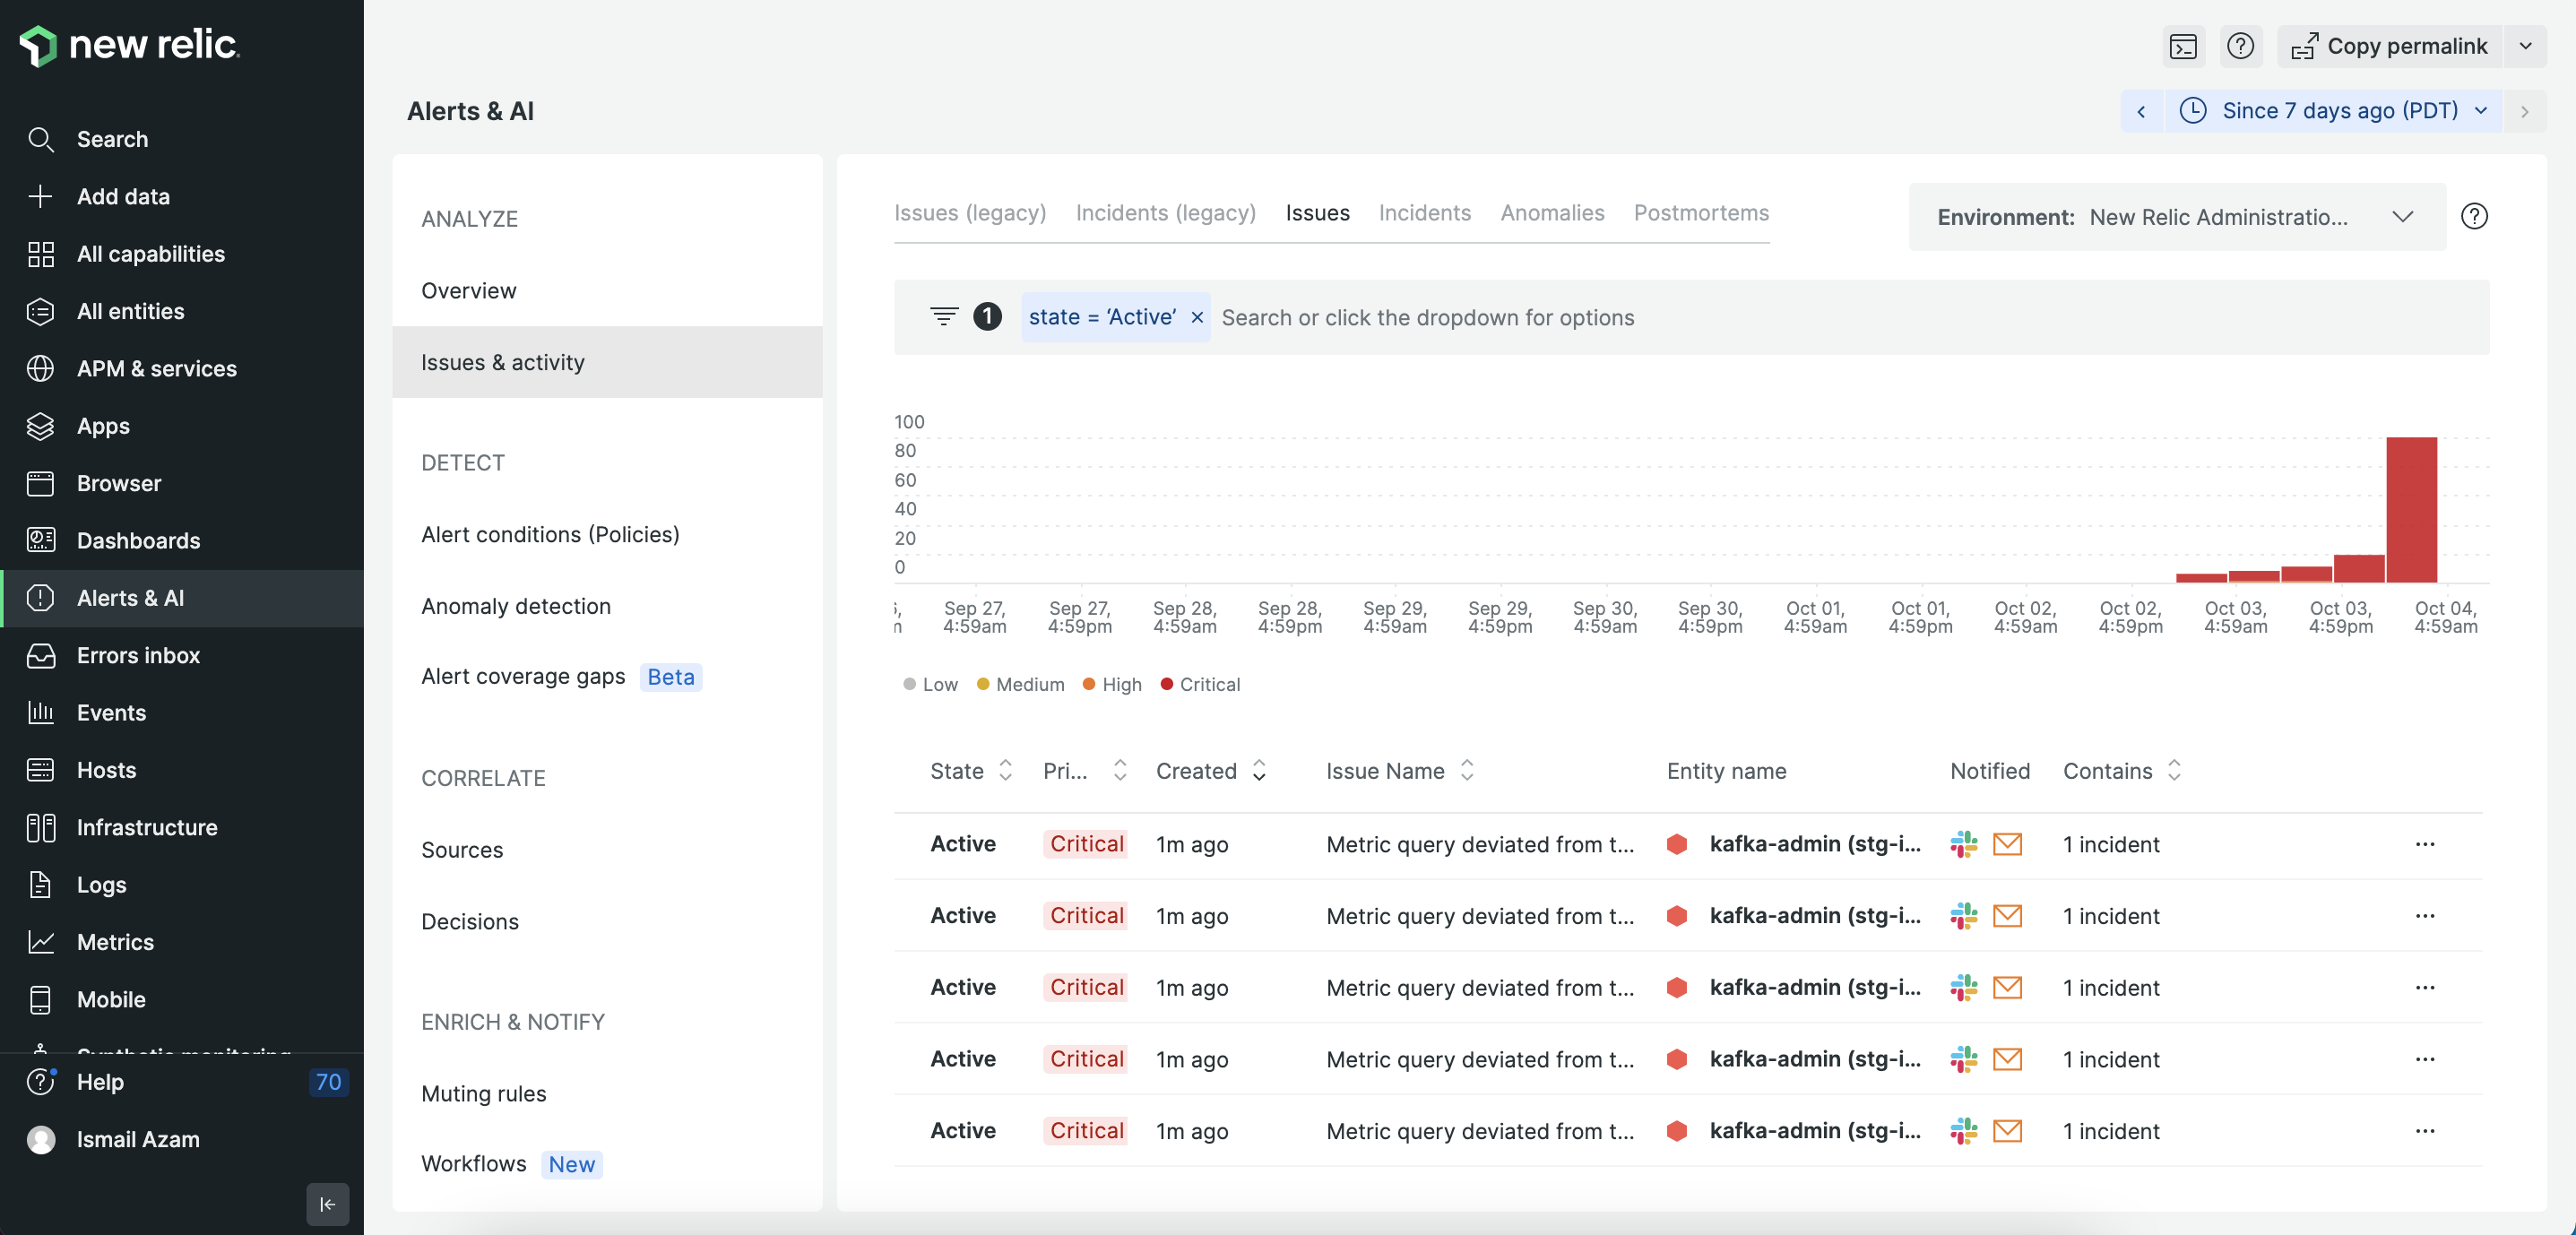 new relic.
Search
Add data
All capabilities
All entities
APM & services
Apps
Browser
Dashboards
Alerts & AI
Errors inbox
Events
Hosts
Infrastructure
Logs
Metrics
Mobile
Synthetic monitoring
Help 70
Ismail Azam
Copy permalink
Alerts & AI
Since 7 days ago (PDT)
ANALYZE
Overview
Issues & activity
DETECT
Alert conditions (Policies)
Anomaly detection
Alert coverage gaps Beta
CORRELATE
Sources
Decisions
ENRICH & NOTIFY
Muting rules
Workflows New
Issues (legacy) Incidents (legacy) Issues Incidents Anomalies Postmortems
Environment: New Relic Administratio...
1 state = ‘Active’ × Search or click the dropdown for options
100
80
60
40
20
0
Sep 27, Sep 27, Sep 28, Sep 28, Sep 29, Sep 29, Sep 30, Sep 30, Oct 01, Oct 01, Oct 02, Oct 02, Oct 03, Oct 03, Oct 04,
4:59am 4:59pm 4:59am 4:59pm 4:59am 4:59pm 4:59am 4:59pm 4:59am 4:59pm 4:59am 4:59pm 4:59am 4:59pm 4:59am
Low Medium High Critical
State Pri... Created Issue Name Entity name Notified Contains
Active Critical 1m ago Metric query deviated from t... kafka-admin (stg-i... 1 incident ...
Active Critical 1m ago Metric query deviated from t... kafka-admin (stg-i... 1 incident ...
Active Critical 1m ago Metric query deviated from t... kafka-admin (stg-i... 1 incident ...
Active Critical 1m ago Metric query deviated from t... kafka-admin (stg-i... 1 incident ...
Active Critical 1m ago Metric query deviated from t... kafka-admin (stg-i... 1 incident ...